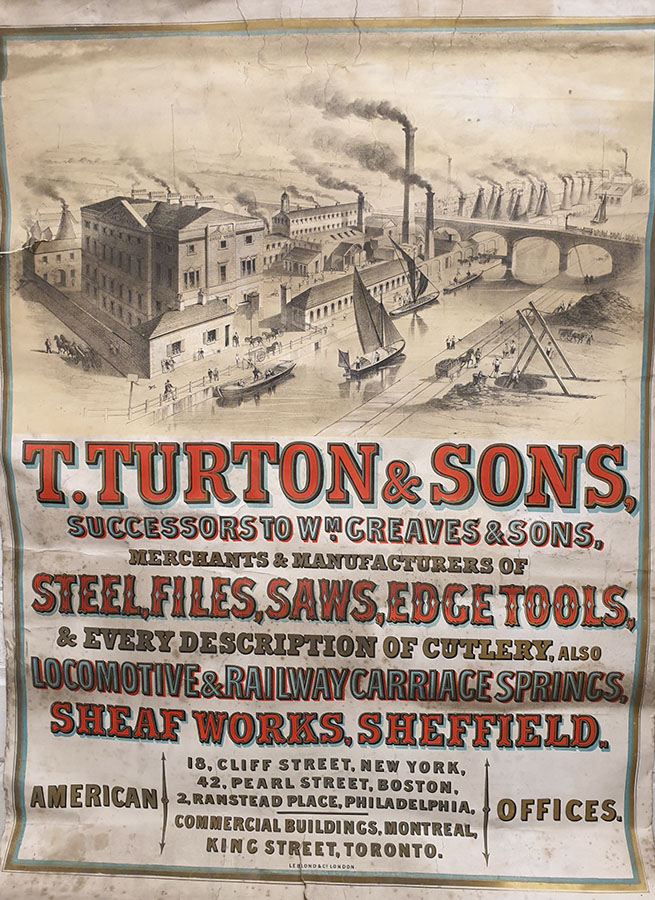 T. TURTON & SONS,
SUCCESSORS TO WM. GREAVES & SONS,
MERCHANTS & MANUFACTURERS OF
STEEL, FILES, SAWS, EDGE TOOLS,
& EVERY DESCRIPTION OF CUTLERY, ALSO
LOCOMOTIVE & RAILWAY CARRIAGE SPRINGS,
SHEAF WORKS, SHEFFIELD.
AMERICAN OFFICES.
18, CLIFF STREET, NEW YORK,
42, PEARL STREET, BOSTON,
2, RANSTEAD PLACE, PHILADELPHIA,
COMMERCIAL BUILDINGS, MONTREAL,
KING STREET, TORONTO.
LEBLOND & CO. LONDON.